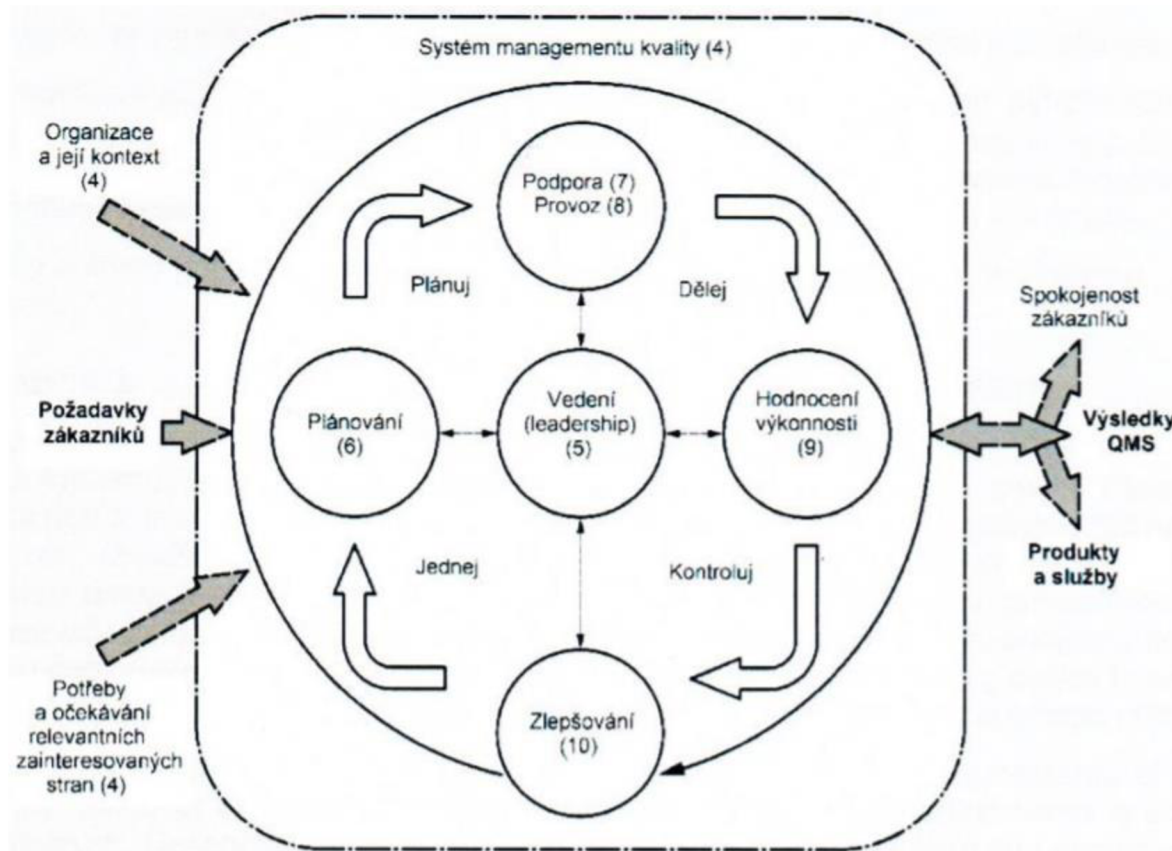 Systém managementu kvality (4)
Organizace
a její kontext
(4)
Podpora (7)
Provoz (8)
Plánuj
Dělej
Spokojenost
zákazníků
Požadavky
zákazníků
Plánování
(6)
Vedení
(leadership)
(5)
Hodnocení
výkonnosti
(9)
Výsledky
QMS
Jednej
Kontroluj
Produkty
a služby
Potřeby
a očekávání
relevantních
zainteresovaných
stran (4)
Zlepšování
(10)